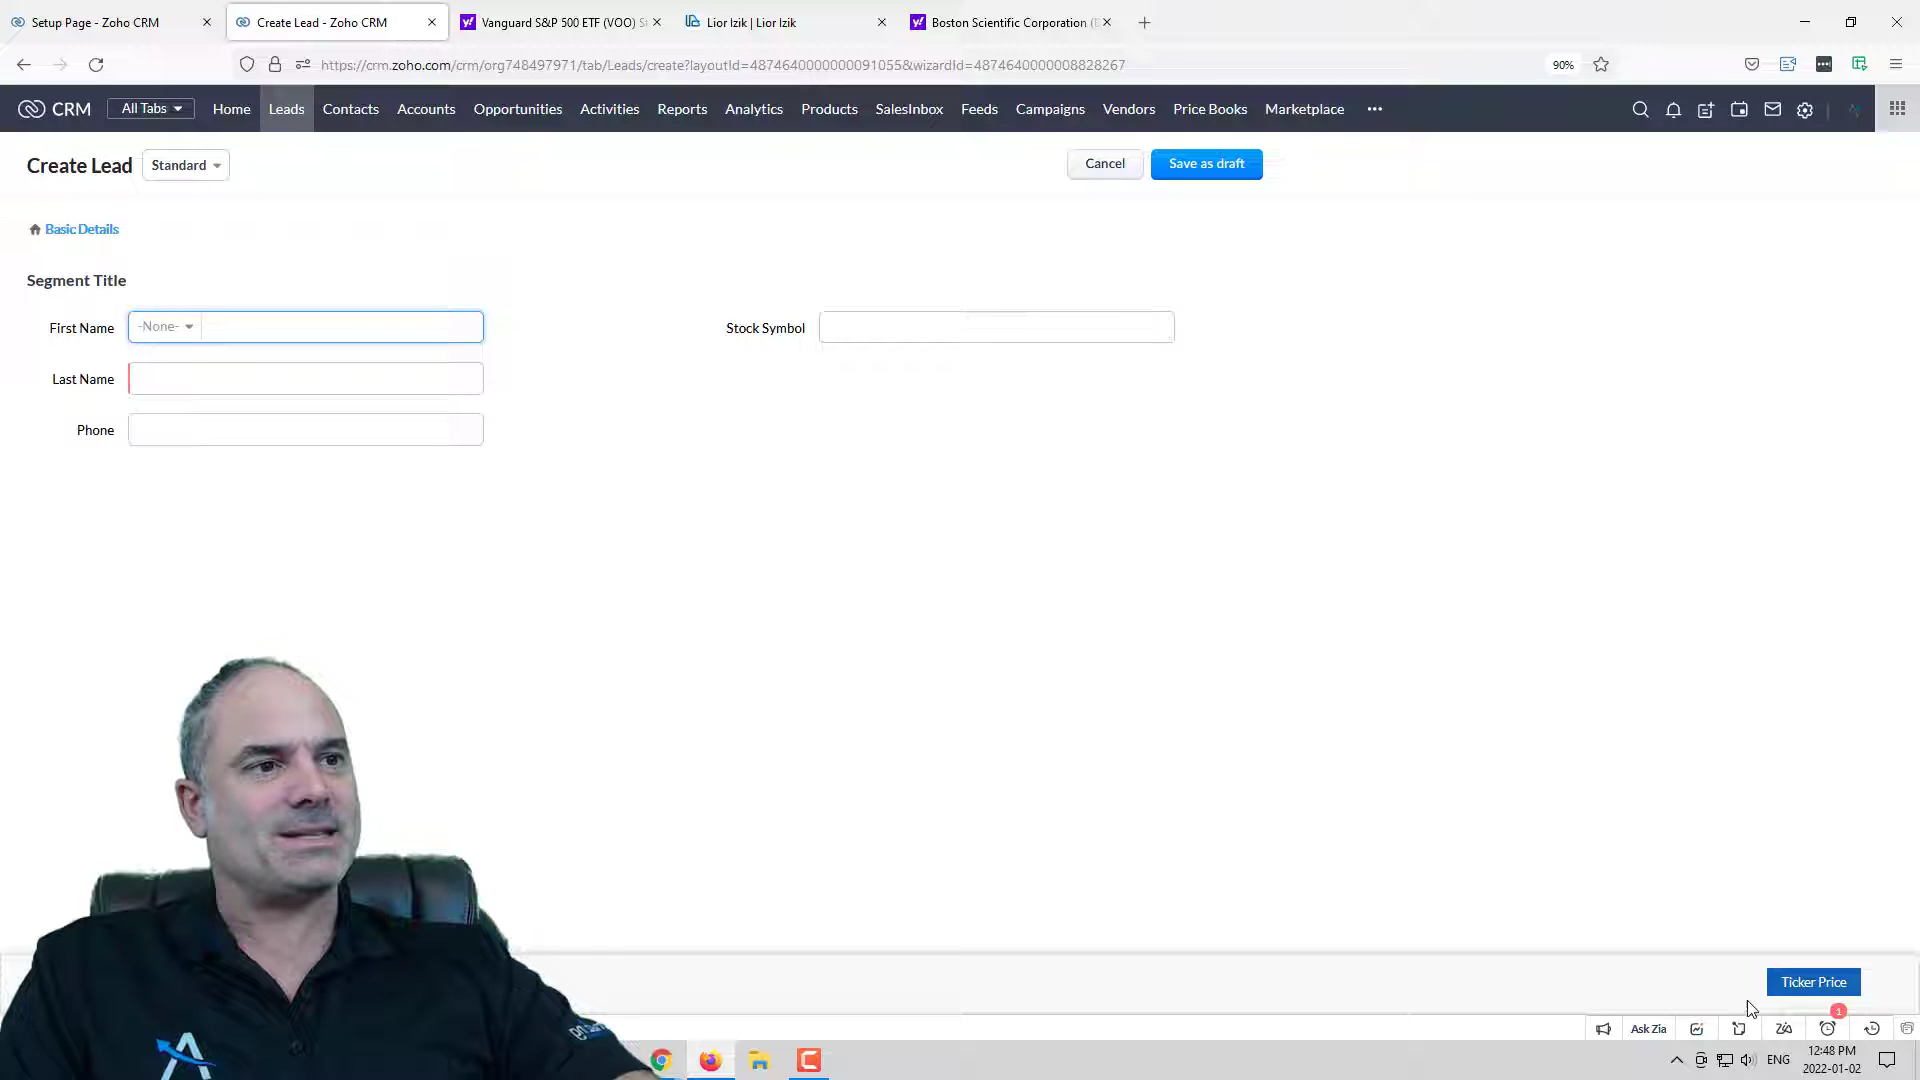 Setup Page - Zoho CRM
Create Lead - Zoho CRM
Vanguard S&P 500 ETF (VOO)
Lior Izik | Lior Izik
Boston Scientific Corporation (
https://crm.zoho.com/crm/org748497971/tab/Leads/create?layoutId=4874640000000091055&wizardId=4874640000008828267
90%
CRM
All Tabs
Home
Leads
Contacts
Accounts
Opportunities
Activities
Reports
Analytics
Products
SalesInbox
Feeds
Campaigns
Vendors
Price Books
Marketplace
Create Lead
Standard
Cancel
Save as draft
Basic Details
Segment Title
First Name
-None-
Stock Symbol
Last Name
Phone
Ticker Price
1
Ask Zia
ENG
12:48 PM
2022-01-02